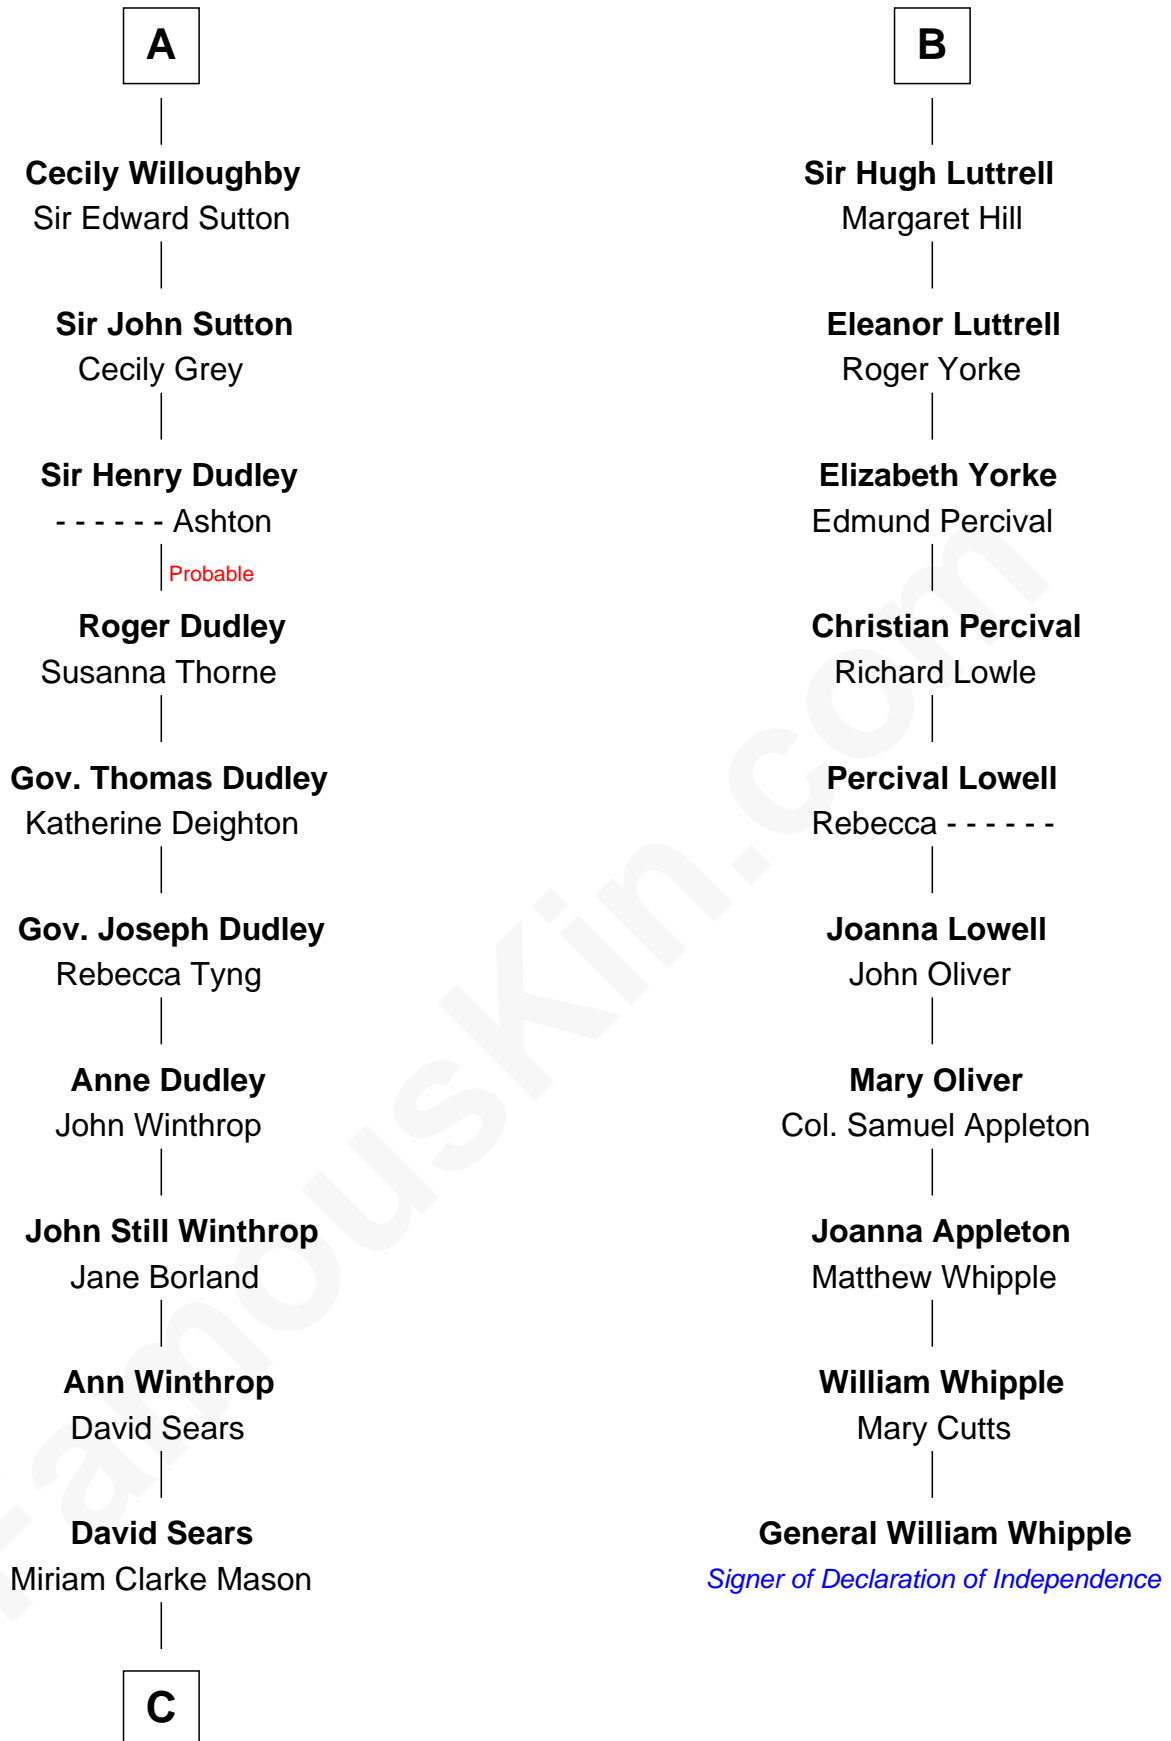 A
Cecily Willoughby
Sir Edward Sutton
Sir John Sutton
Cecily Grey
Sir Henry Dudley
- - - - - - Ashton
Probable
Roger Dudley
Susanna Thorne
Gov. Thomas Dudley
Katherine Deighton
Gov. Joseph Dudley
Rebecca Tyng
Anne Dudley
John Winthrop
John Still Winthrop
Jane Borland
Ann Winthrop
David Sears
David Sears
Miriam Clarke Mason
C
B
Sir Hugh Luttrell
Margaret Hill
Eleanor Luttrell
Roger Yorke
Elizabeth Yorke
Edmund Percival
Christian Percival
Richard Lowle
Percival Lowell
Rebecca - - - - - -
Joanna Lowell
John Oliver
Mary Oliver
Col. Samuel Appleton
Joanna Appleton
Matthew Whipple
William Whipple
Mary Cutts
General William Whipple
Signer of Declaration of Independence
FamousKin.com